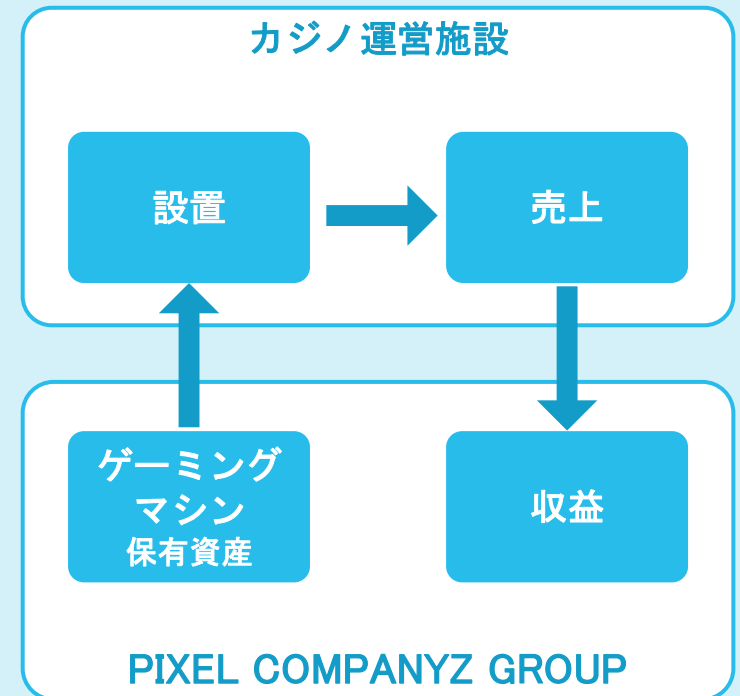 カジノ運営施設
設置
売上
ゲーミング
マシン
保有資産
収益
PIXEL COMPANYZ GROUP